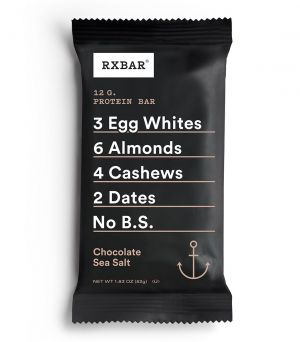 RXBAR®
12 G.
PROTEIN BAR
3 Egg Whites
6 Almonds
4 Cashews
2 Dates
No B.S.
Chocolate
Sea Salt
NET WT 1.83 OZ (52g) (U)